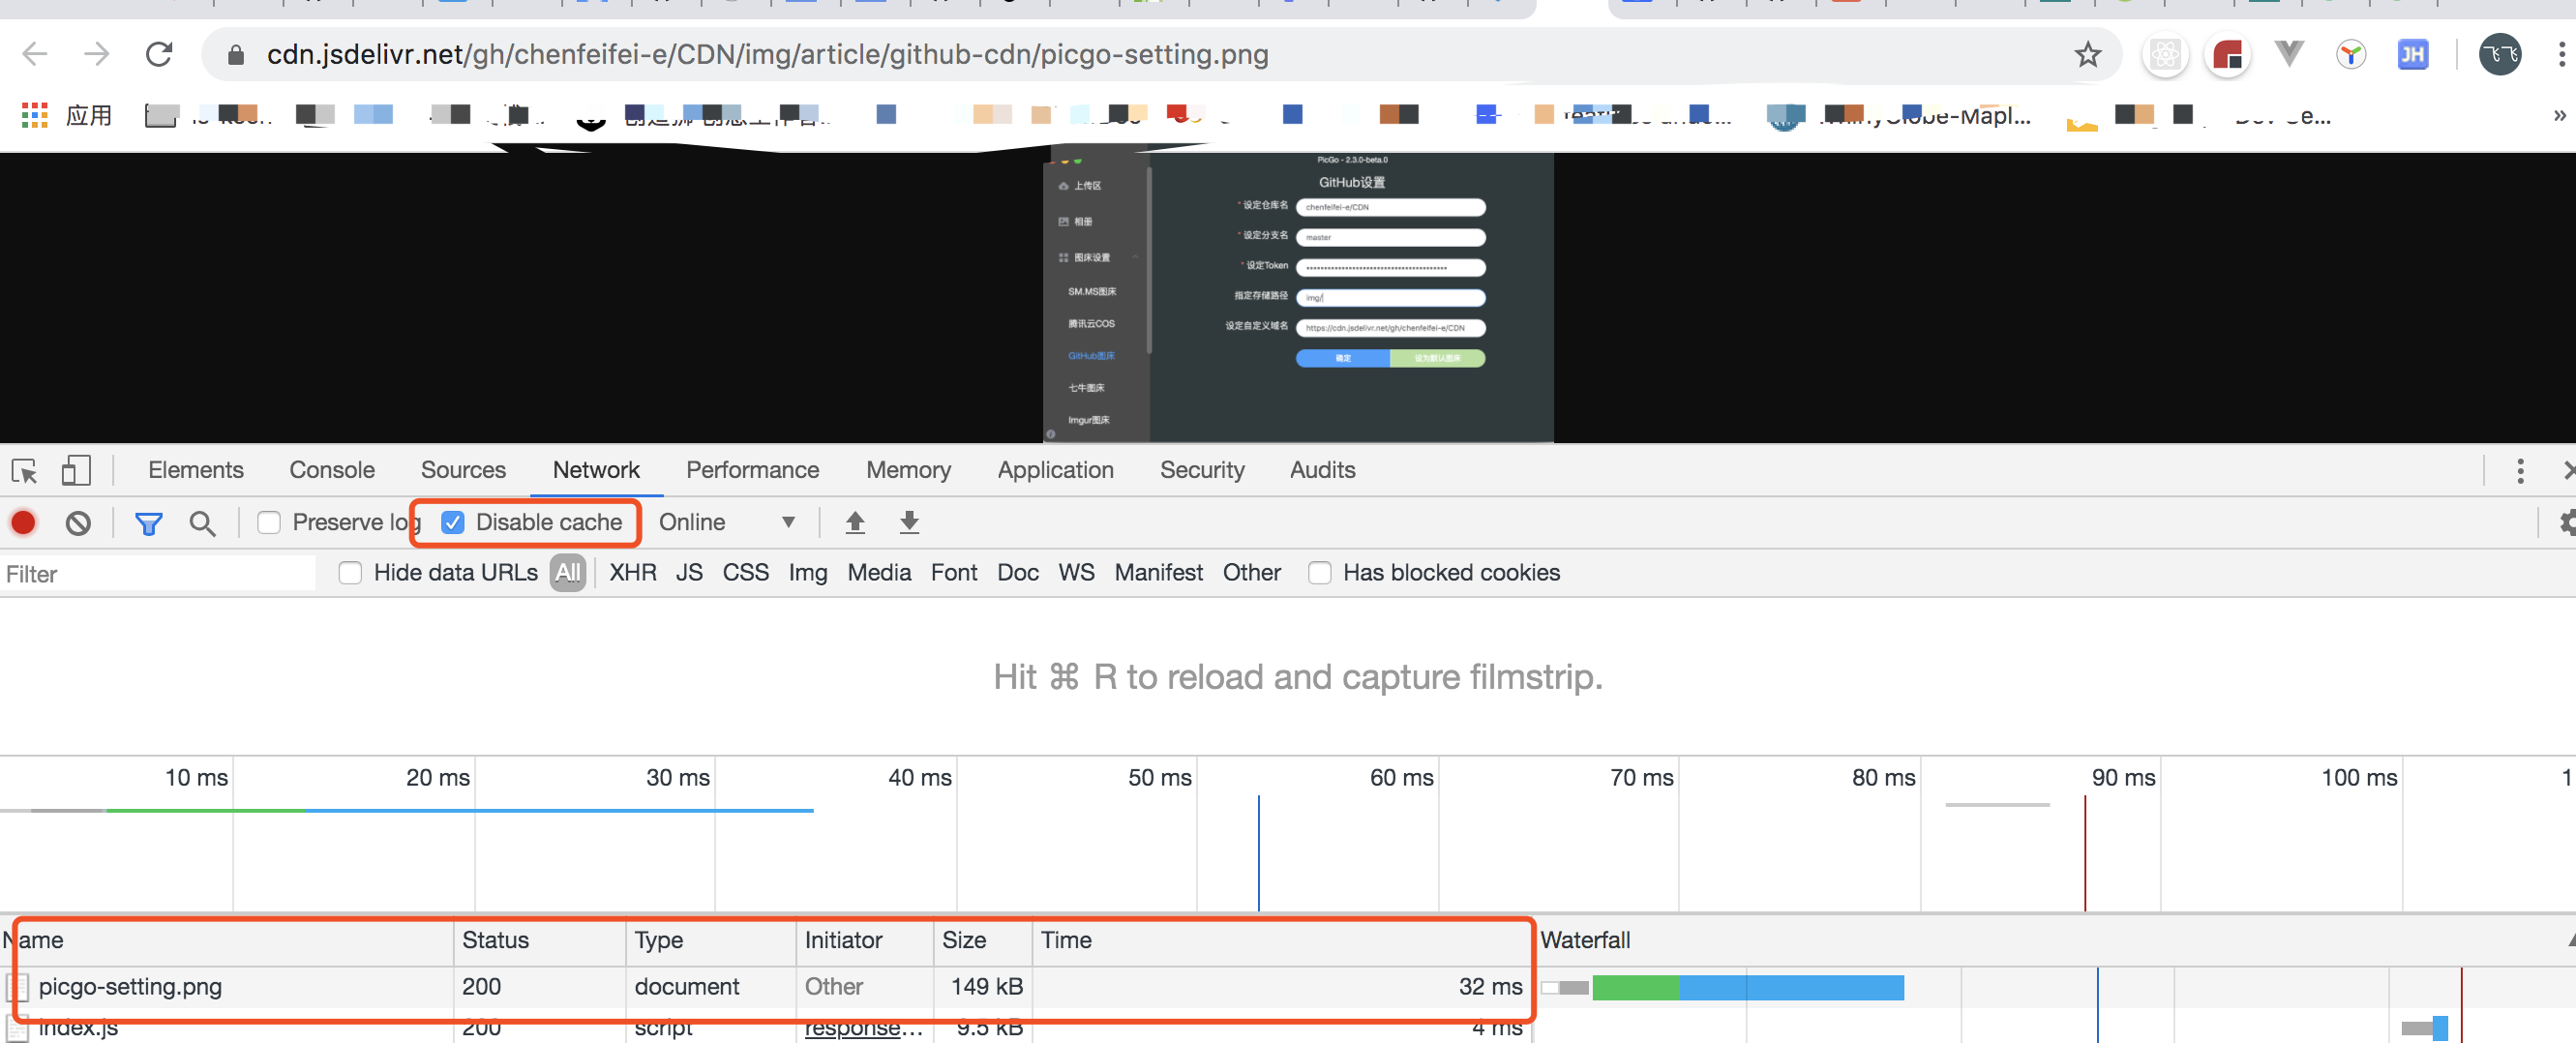 cdn.jsdelivr.net/gh/chenfeifei-e/CDN/img/article/github-cdn/picgo-setting.png
JH
飞飞
应用
»
PicGo - 2.3.0-beta.0
上传区
相册
图床设置
SM.MS图床
腾讯云COS
GitHub图床
七牛图床
Imgur图床
GitHub设置
* 设定仓库名 chenfeifei-e/CDN
* 设定分支名 master
* 设定Token ••••••••••••••••••••••••••••••••••••••••
指定存储路径 img/
设定自定义域名 https://cdn.jsdelivr.net/gh/chenfeifei-e/CDN
确定 设为默认图床
Elements Console Sources Network Performance Memory Application Security Audits
Preserve log Disable cache Online
Filter Hide data URLs All XHR JS CSS Img Media Font Doc WS Manifest Other Has blocked cookies
Hit ⌘ R to reload and capture filmstrip.
10 ms 20 ms 30 ms 40 ms 50 ms 60 ms 70 ms 80 ms 90 ms 100 ms
Name Status Type Initiator Size Time Waterfall
picgo-setting.png 200 document Other 149 kB 32 ms
index.js 200 script response… 9.5 kB 4 ms